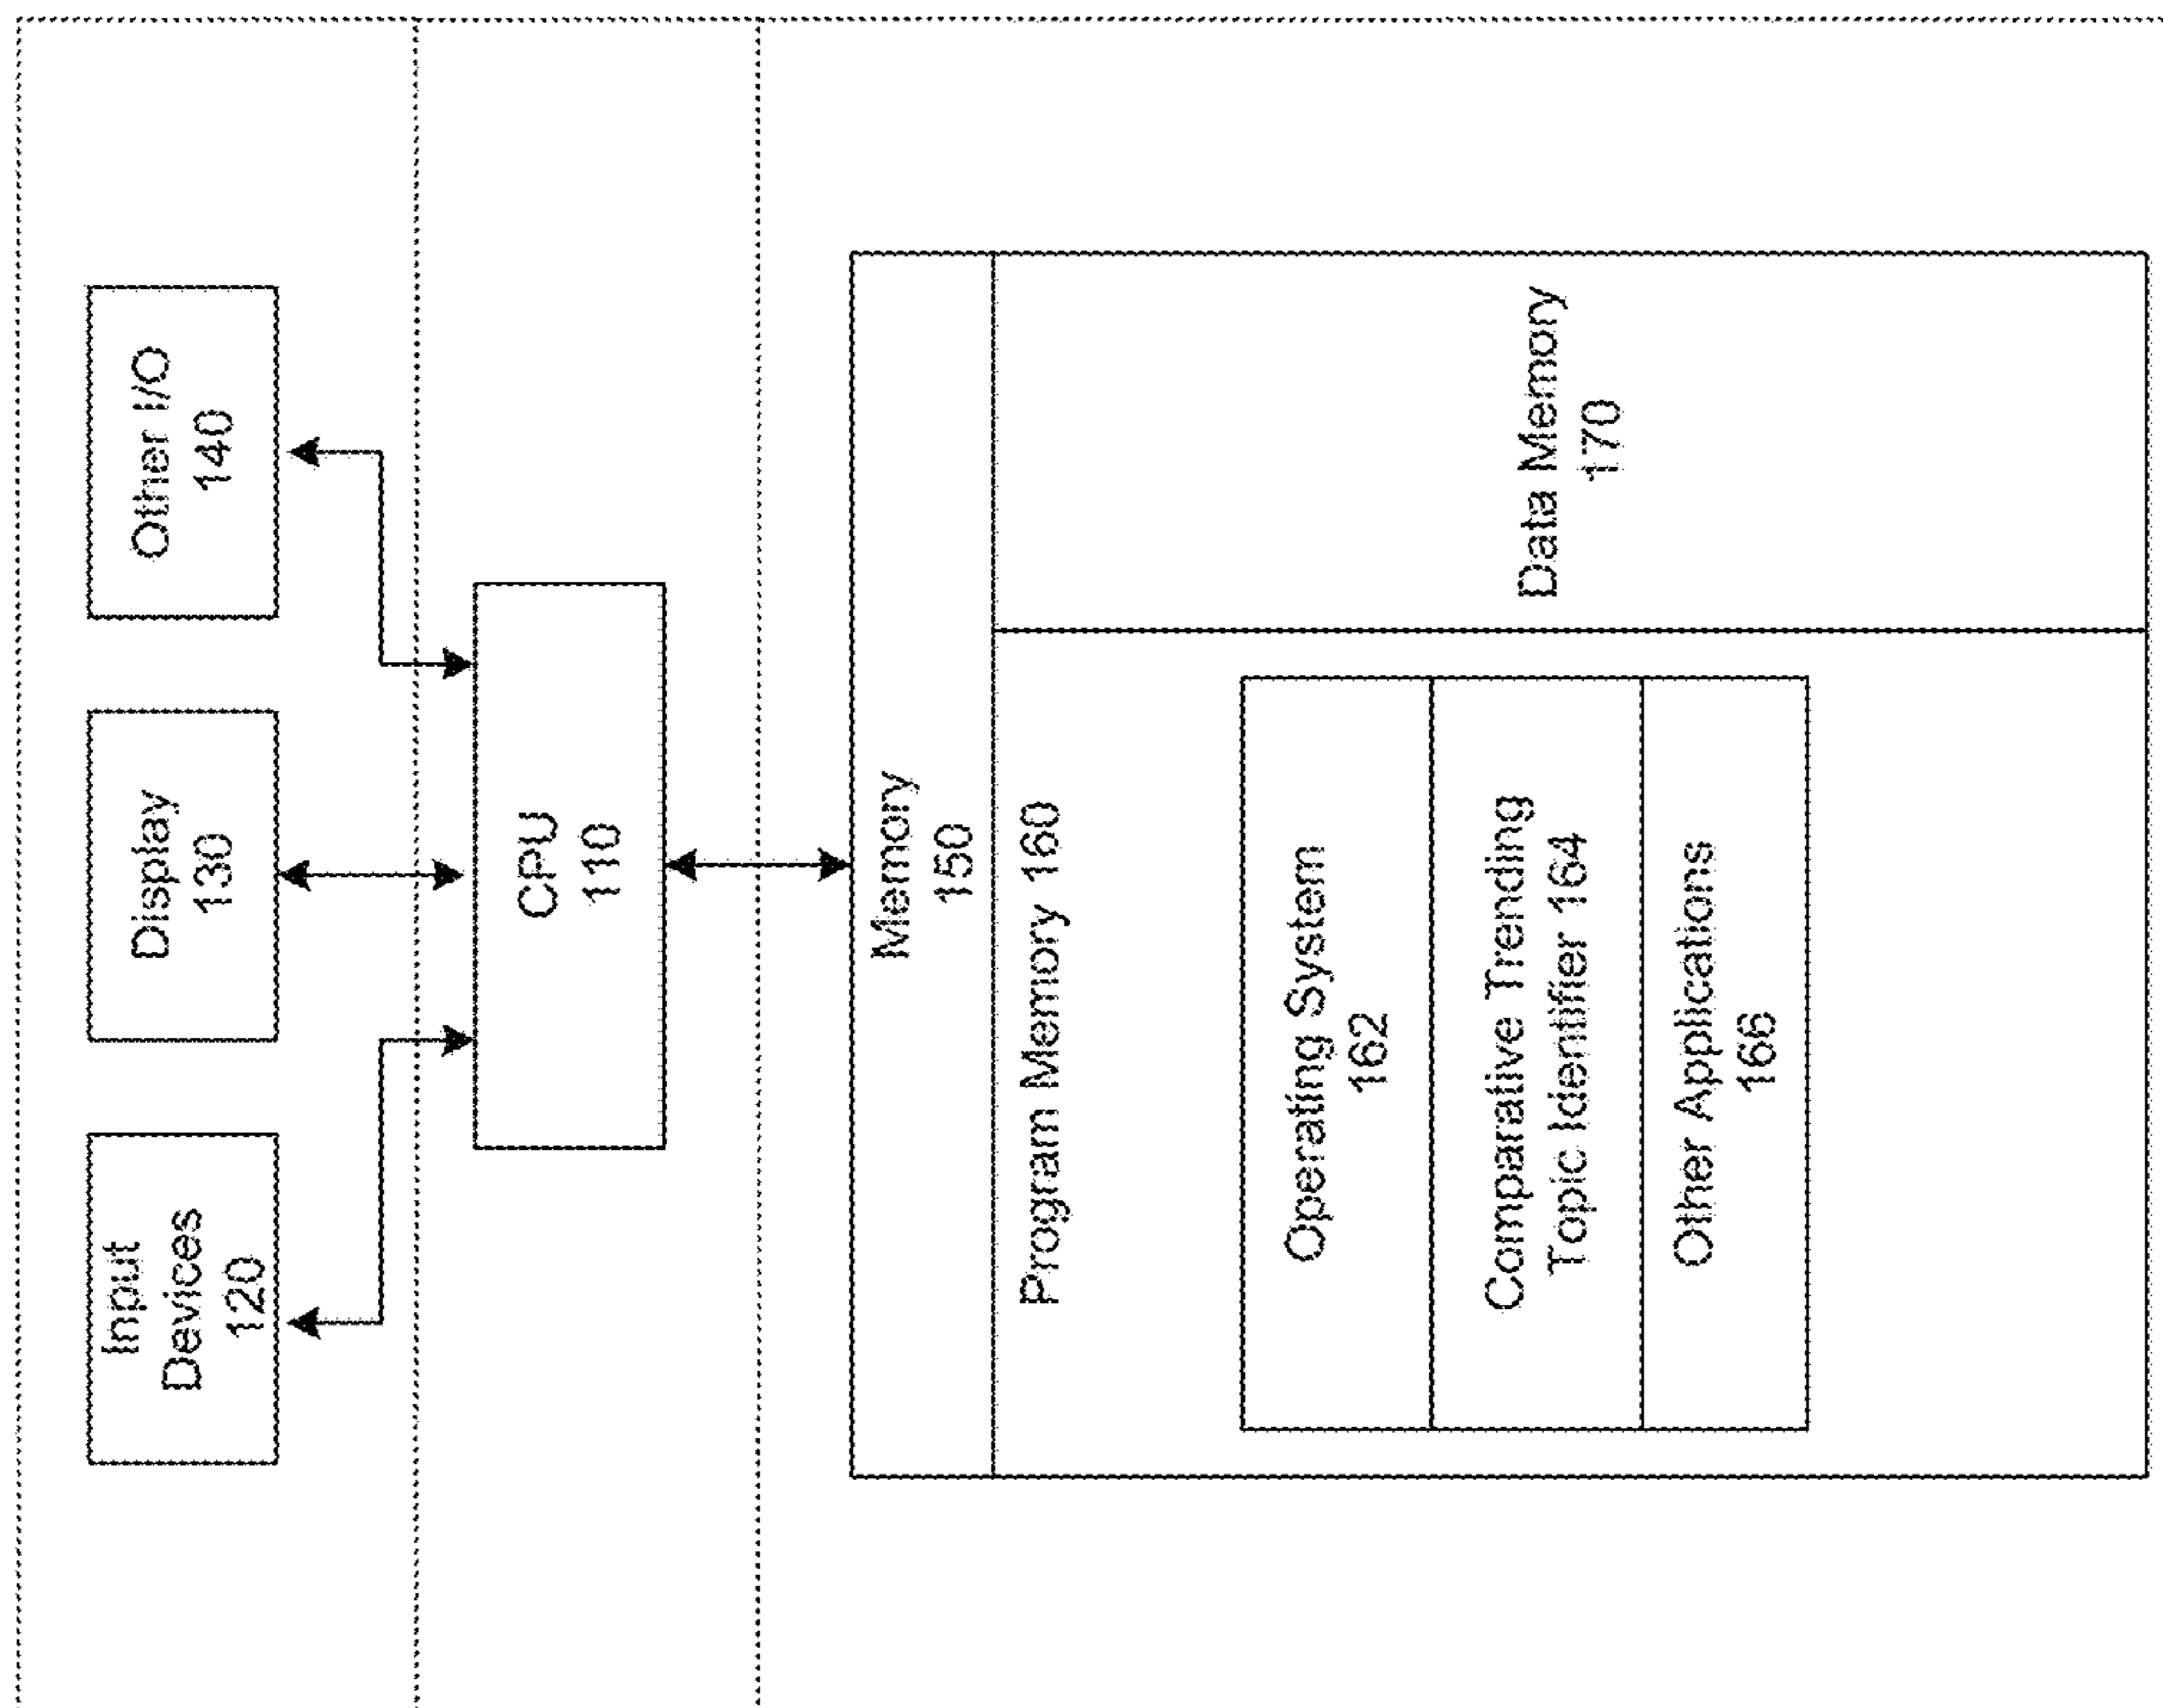 Input
Devices
120
Display
130
Other I/O
140
CPU
110
Memory
150
Program Memory 160
Operating System
162
Comparative Trending
Topic Identifier 164
Other Applications
166
Data Memory
170